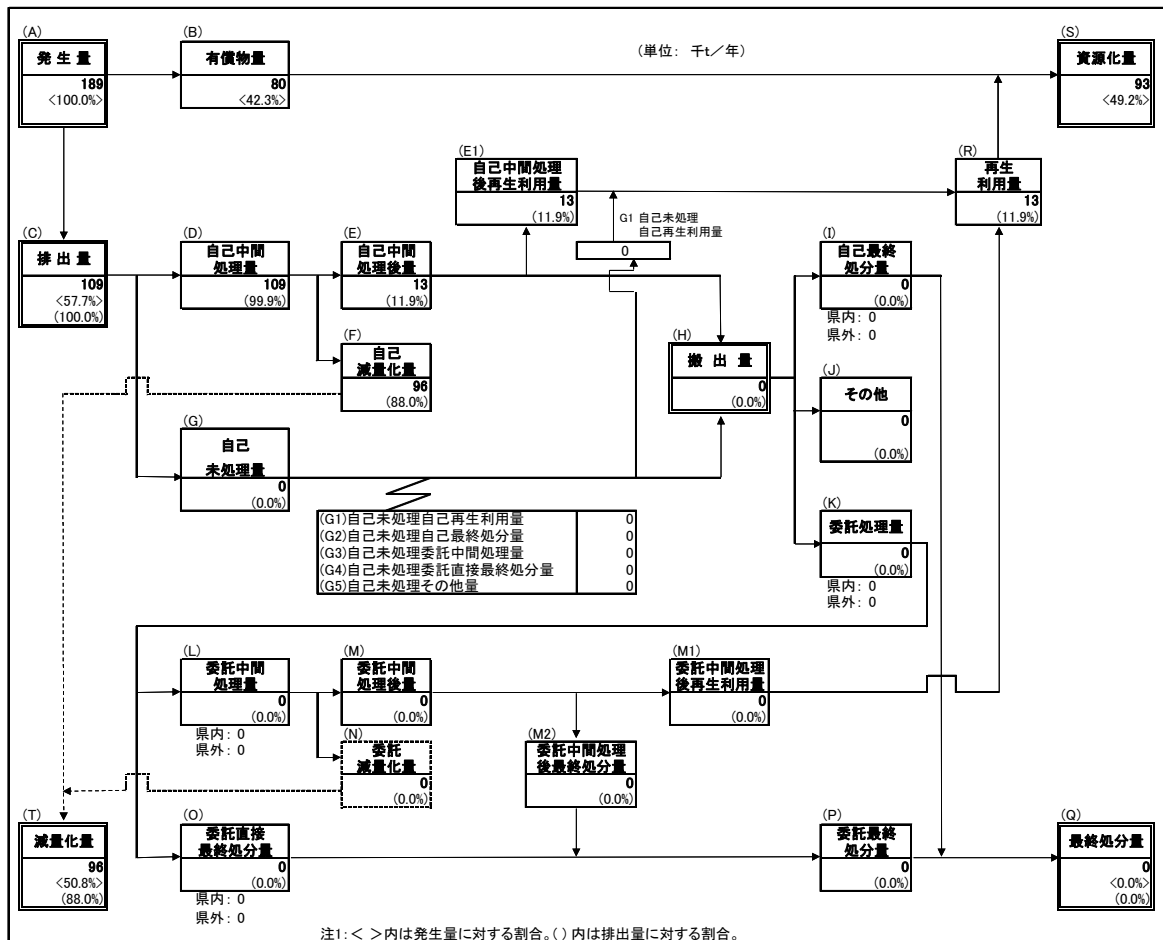 (A)
発 生 量
189
<100.0%>
(B)
有償物量
80
<42.3%>
(単位: 千t/年)
(S)
資源化量
93
<49.2%>
(E1)
自己中間処理
後再生利用量
13
(11.9%)
(R)
再生
利用量
13
(11.9%)
G1 自己未処理
自己再生利用量
0
(C)
排 出 量
109
<57.7%>
(100.0%)
(D)
自己中間
処理量
109
(99.9%)
(E)
自己中間
処理後量
13
(11.9%)
(I)
自己最終
処分量
0
(0.0%)
県内: 0
県外: 0
(F)
自己
減量化量
96
(88.0%)
(H)
搬 出 量
0
(0.0%)
(J)
その他
0
(0.0%)
(G)
自己
未処理量
0
(0.0%)
(G1)自己未処理自己再生利用量 0
(G2)自己未処理自己最終処分量 0
(G3)自己未処理委託中間処理量 0
(G4)自己未処理委託直接最終処分量 0
(G5)自己未処理その他量 0
(K)
委託処理量
0
(0.0%)
県内: 0
県外: 0
(L)
委託中間
処理量
0
(0.0%)
県内: 0
県外: 0
(M)
委託中間
処理後量
0
(0.0%)
(M1)
委託中間処理
後再生利用量
0
(0.0%)
(N)
委託
減量化量
0
(0.0%)
(M2)
委託中間処理
後最終処分量
0
(0.0%)
(T)
減量化量
96
<50.8%>
(88.0%)
(O)
委託直接
最終処分量
0
(0.0%)
県内: 0
県外: 0
(P)
委託最終
処分量
0
(0.0%)
(Q)
最終処分量
0
<0.0%>
(0.0%)
注1:< >内は発生量に対する割合。( )内は排出量に対する割合。